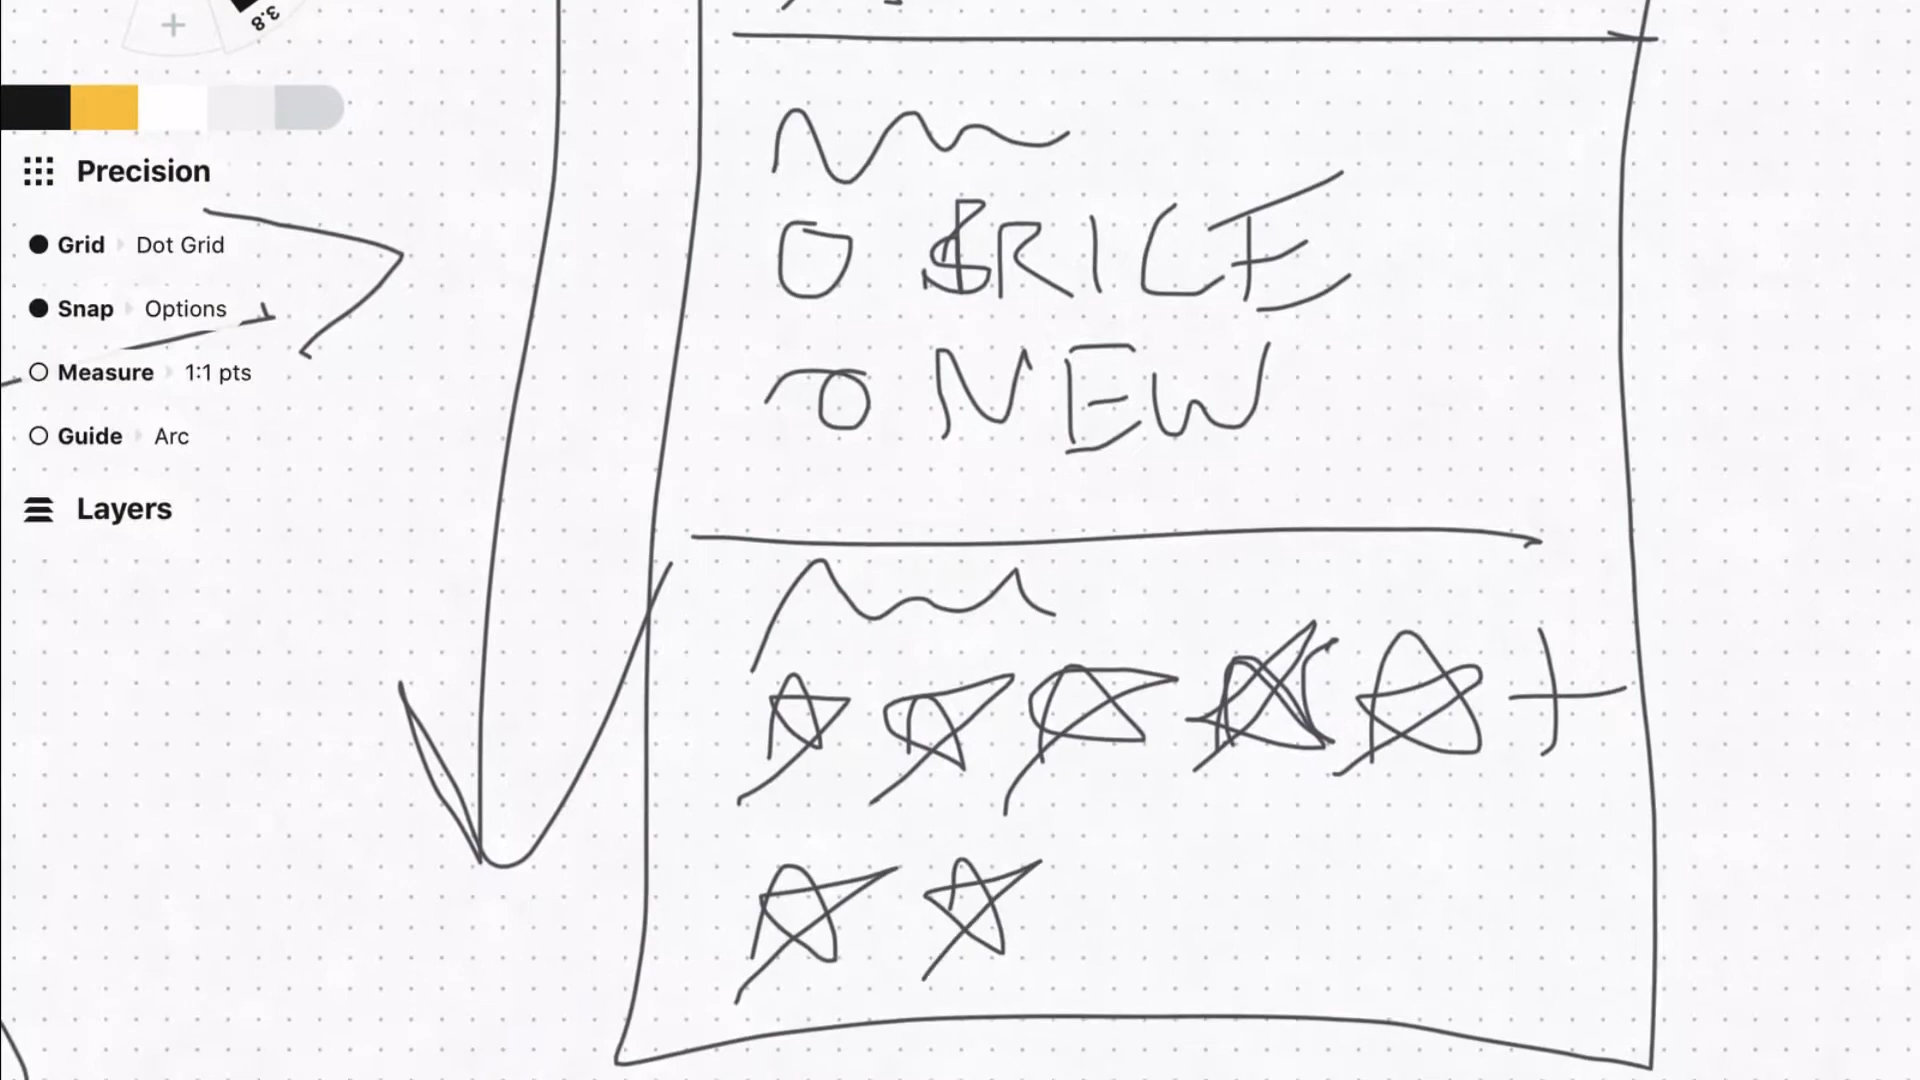 3.8
Precision
Grid Dot Grid
Snap Options
Measure 1:1 pts
Guide Arc
Layers
O $RICE
O NEW